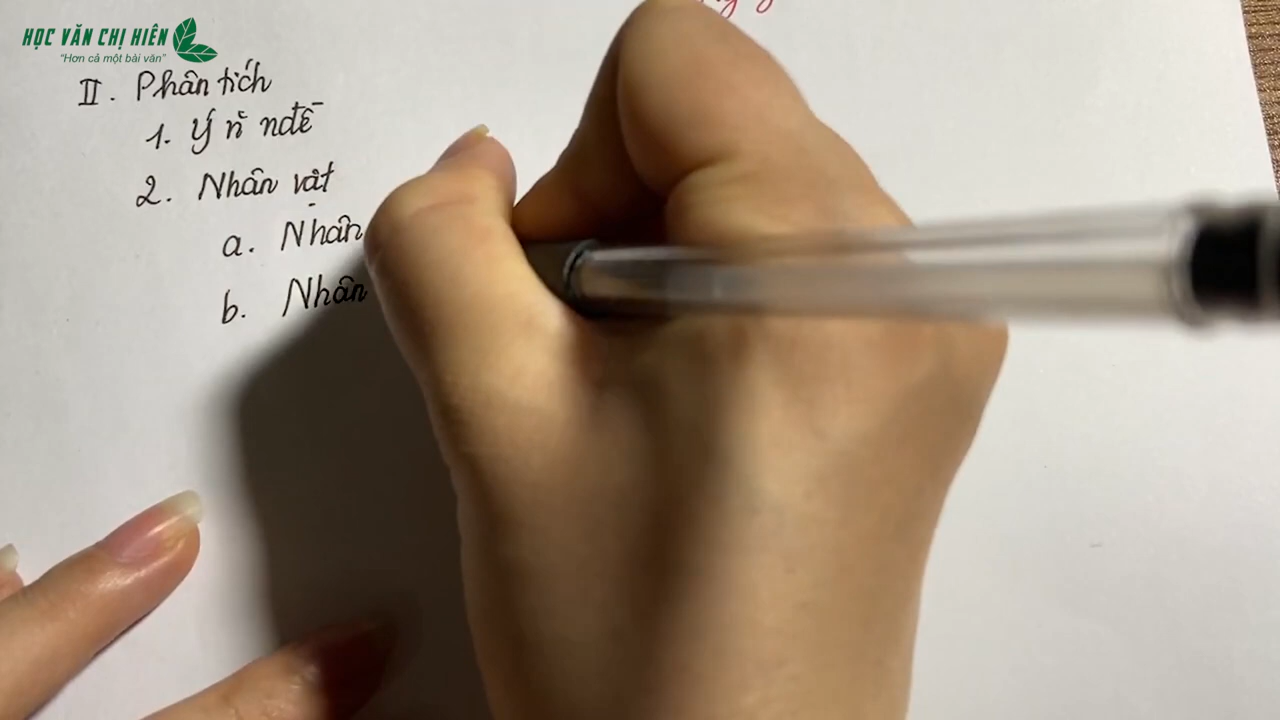 HỌC VĂN CHỊ HIÊN
“Hơn cả một bài văn”
II. Phân tích
1. Ý n̆ nđề
2. Nhân vật
a. Nhân
b. Nhân